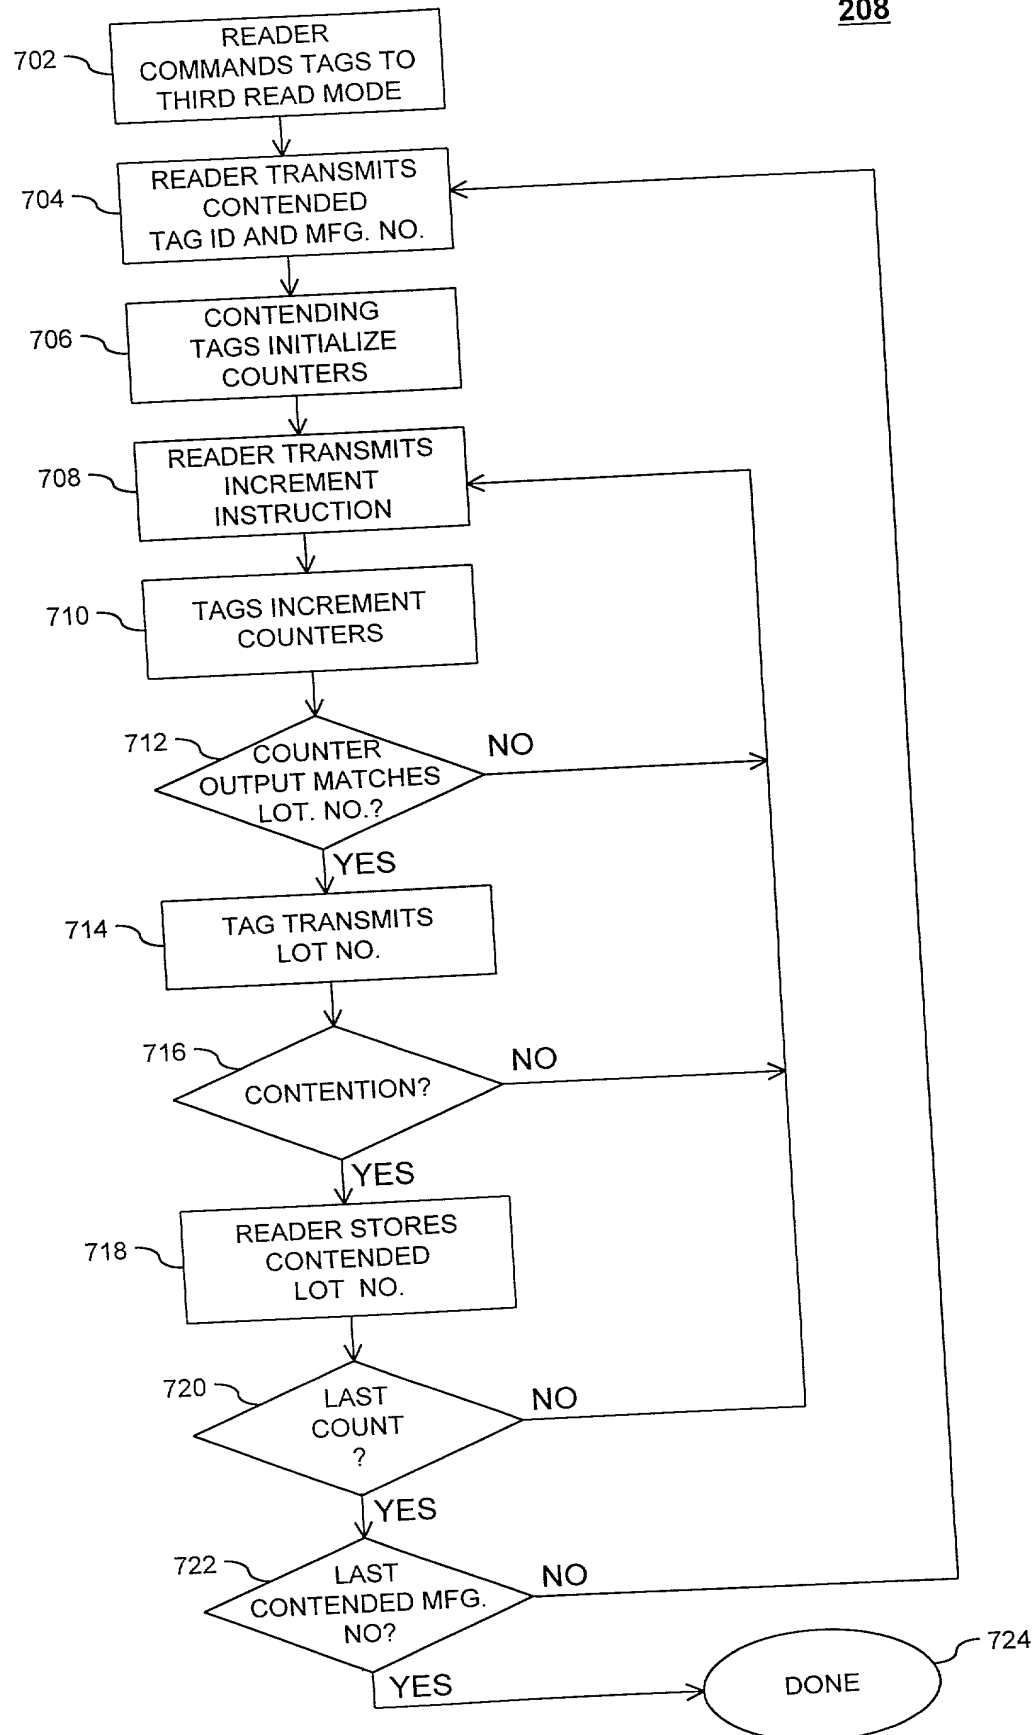 208
702
READER
COMMANDS TAGS TO
THIRD READ MODE
704
READER TRANSMITS
CONTENDED
TAG ID AND MFG. NO.
706
CONTENDING
TAGS INITIALIZE
COUNTERS
708
READER TRANSMITS
INCREMENT
INSTRUCTION
710
TAGS INCREMENT
COUNTERS
712
COUNTER
OUTPUT MATCHES
LOT. NO.?
NO
YES
714
TAG TRANSMITS
LOT NO.
716
CONTENTION?
NO
YES
718
READER STORES
CONTENDED
LOT NO.
720
LAST
COUNT
?
NO
YES
722
LAST
CONTENDED MFG.
NO?
NO
YES
724
DONE